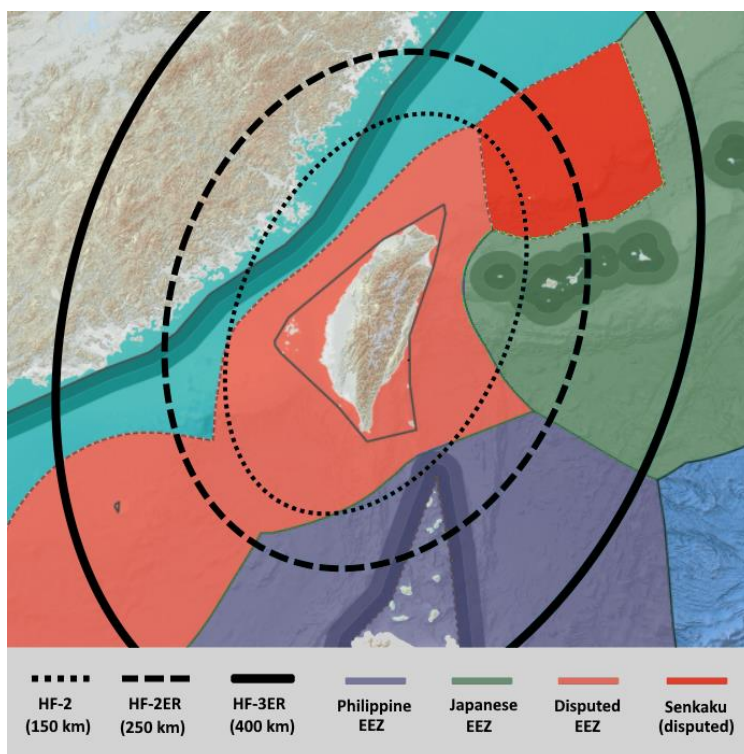 HF-2
(150 km)
HF-2ER
(250 km)
HF-3ER
(400 km)
Philippine
EEZ
Japanese
EEZ
Disputed
EEZ
Senkaku
(disputed)